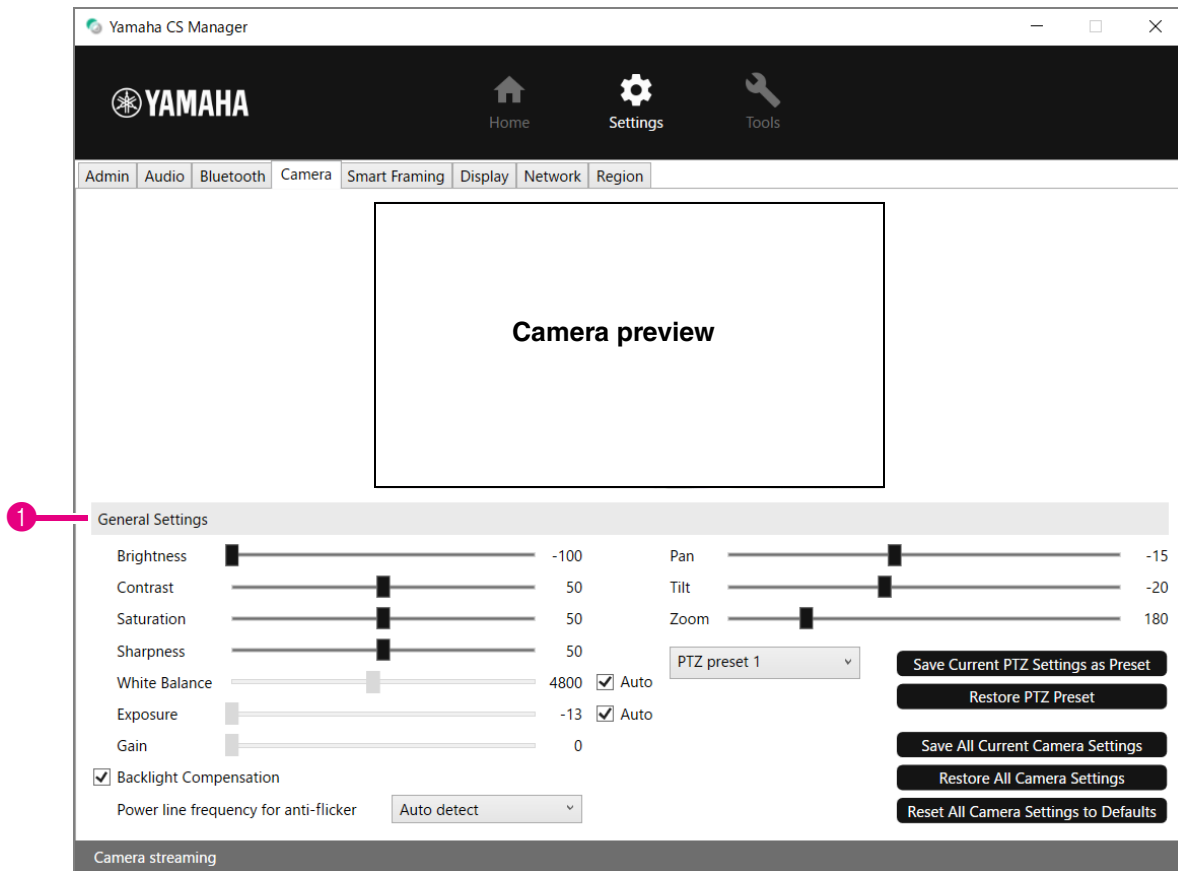 Yamaha CS Manager
YAMAHA
Home
Settings
Tools
Admin
Audio
Bluetooth
Camera
Smart Framing
Display
Network
Region
Camera preview
1
General Settings
Brightness -100
Contrast 50
Saturation 50
Sharpness 50
White Balance 4800 Auto
Exposure -13 Auto
Gain 0
Backlight Compensation
Power line frequency for anti-flicker Auto detect
Pan -15
Tilt -20
Zoom 180
PTZ preset 1
Save Current PTZ Settings as Preset
Restore PTZ Preset
Save All Current Camera Settings
Restore All Camera Settings
Reset All Camera Settings to Defaults
Camera streaming